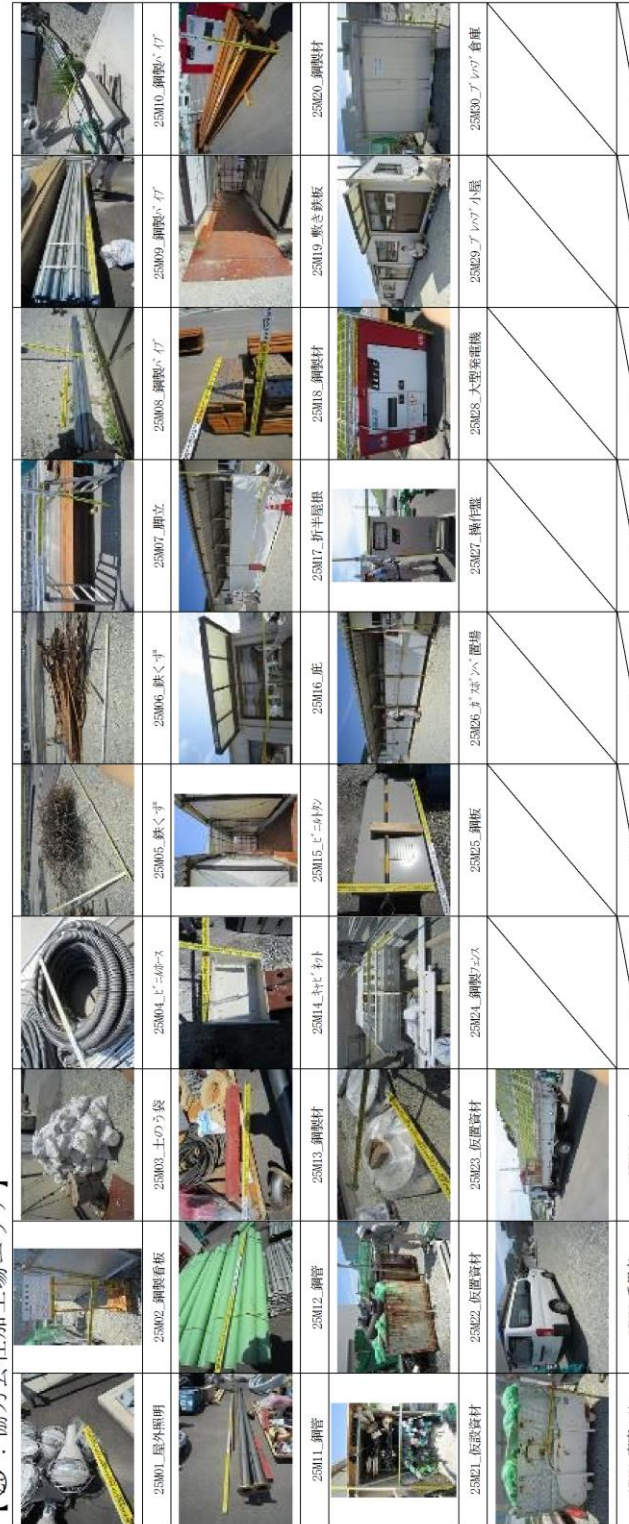 協力会社加工場エリア】
25M01_屋外照明
25M02_鋼製看板
25M03_土のう袋
25M04_ビニルホース
25M05_鉄くず
25M06_鉄くず
25M07_脚立
25M08_鋼製パイプ
25M09_鋼製パイプ
25M10_鋼製パイプ
25M11_鋼管
25M12_鋼管
25M13_鋼製材
25M14_キャビネット
25M15_ビニルトタン
25M16_庇
25M17_折半屋根
25M18_鋼製材
25M19_敷き鉄板
25M20_鋼製材
25M21_仮設資材
25M22_仮置資材
25M23_仮置資材
25M24_鋼製フェンス
25M25_鋼板
25M26_ガスボンベ置場
25M27_操作盤
25M28_大型発電機
25M29_プレハブ小屋
25M30_プレハブ倉庫